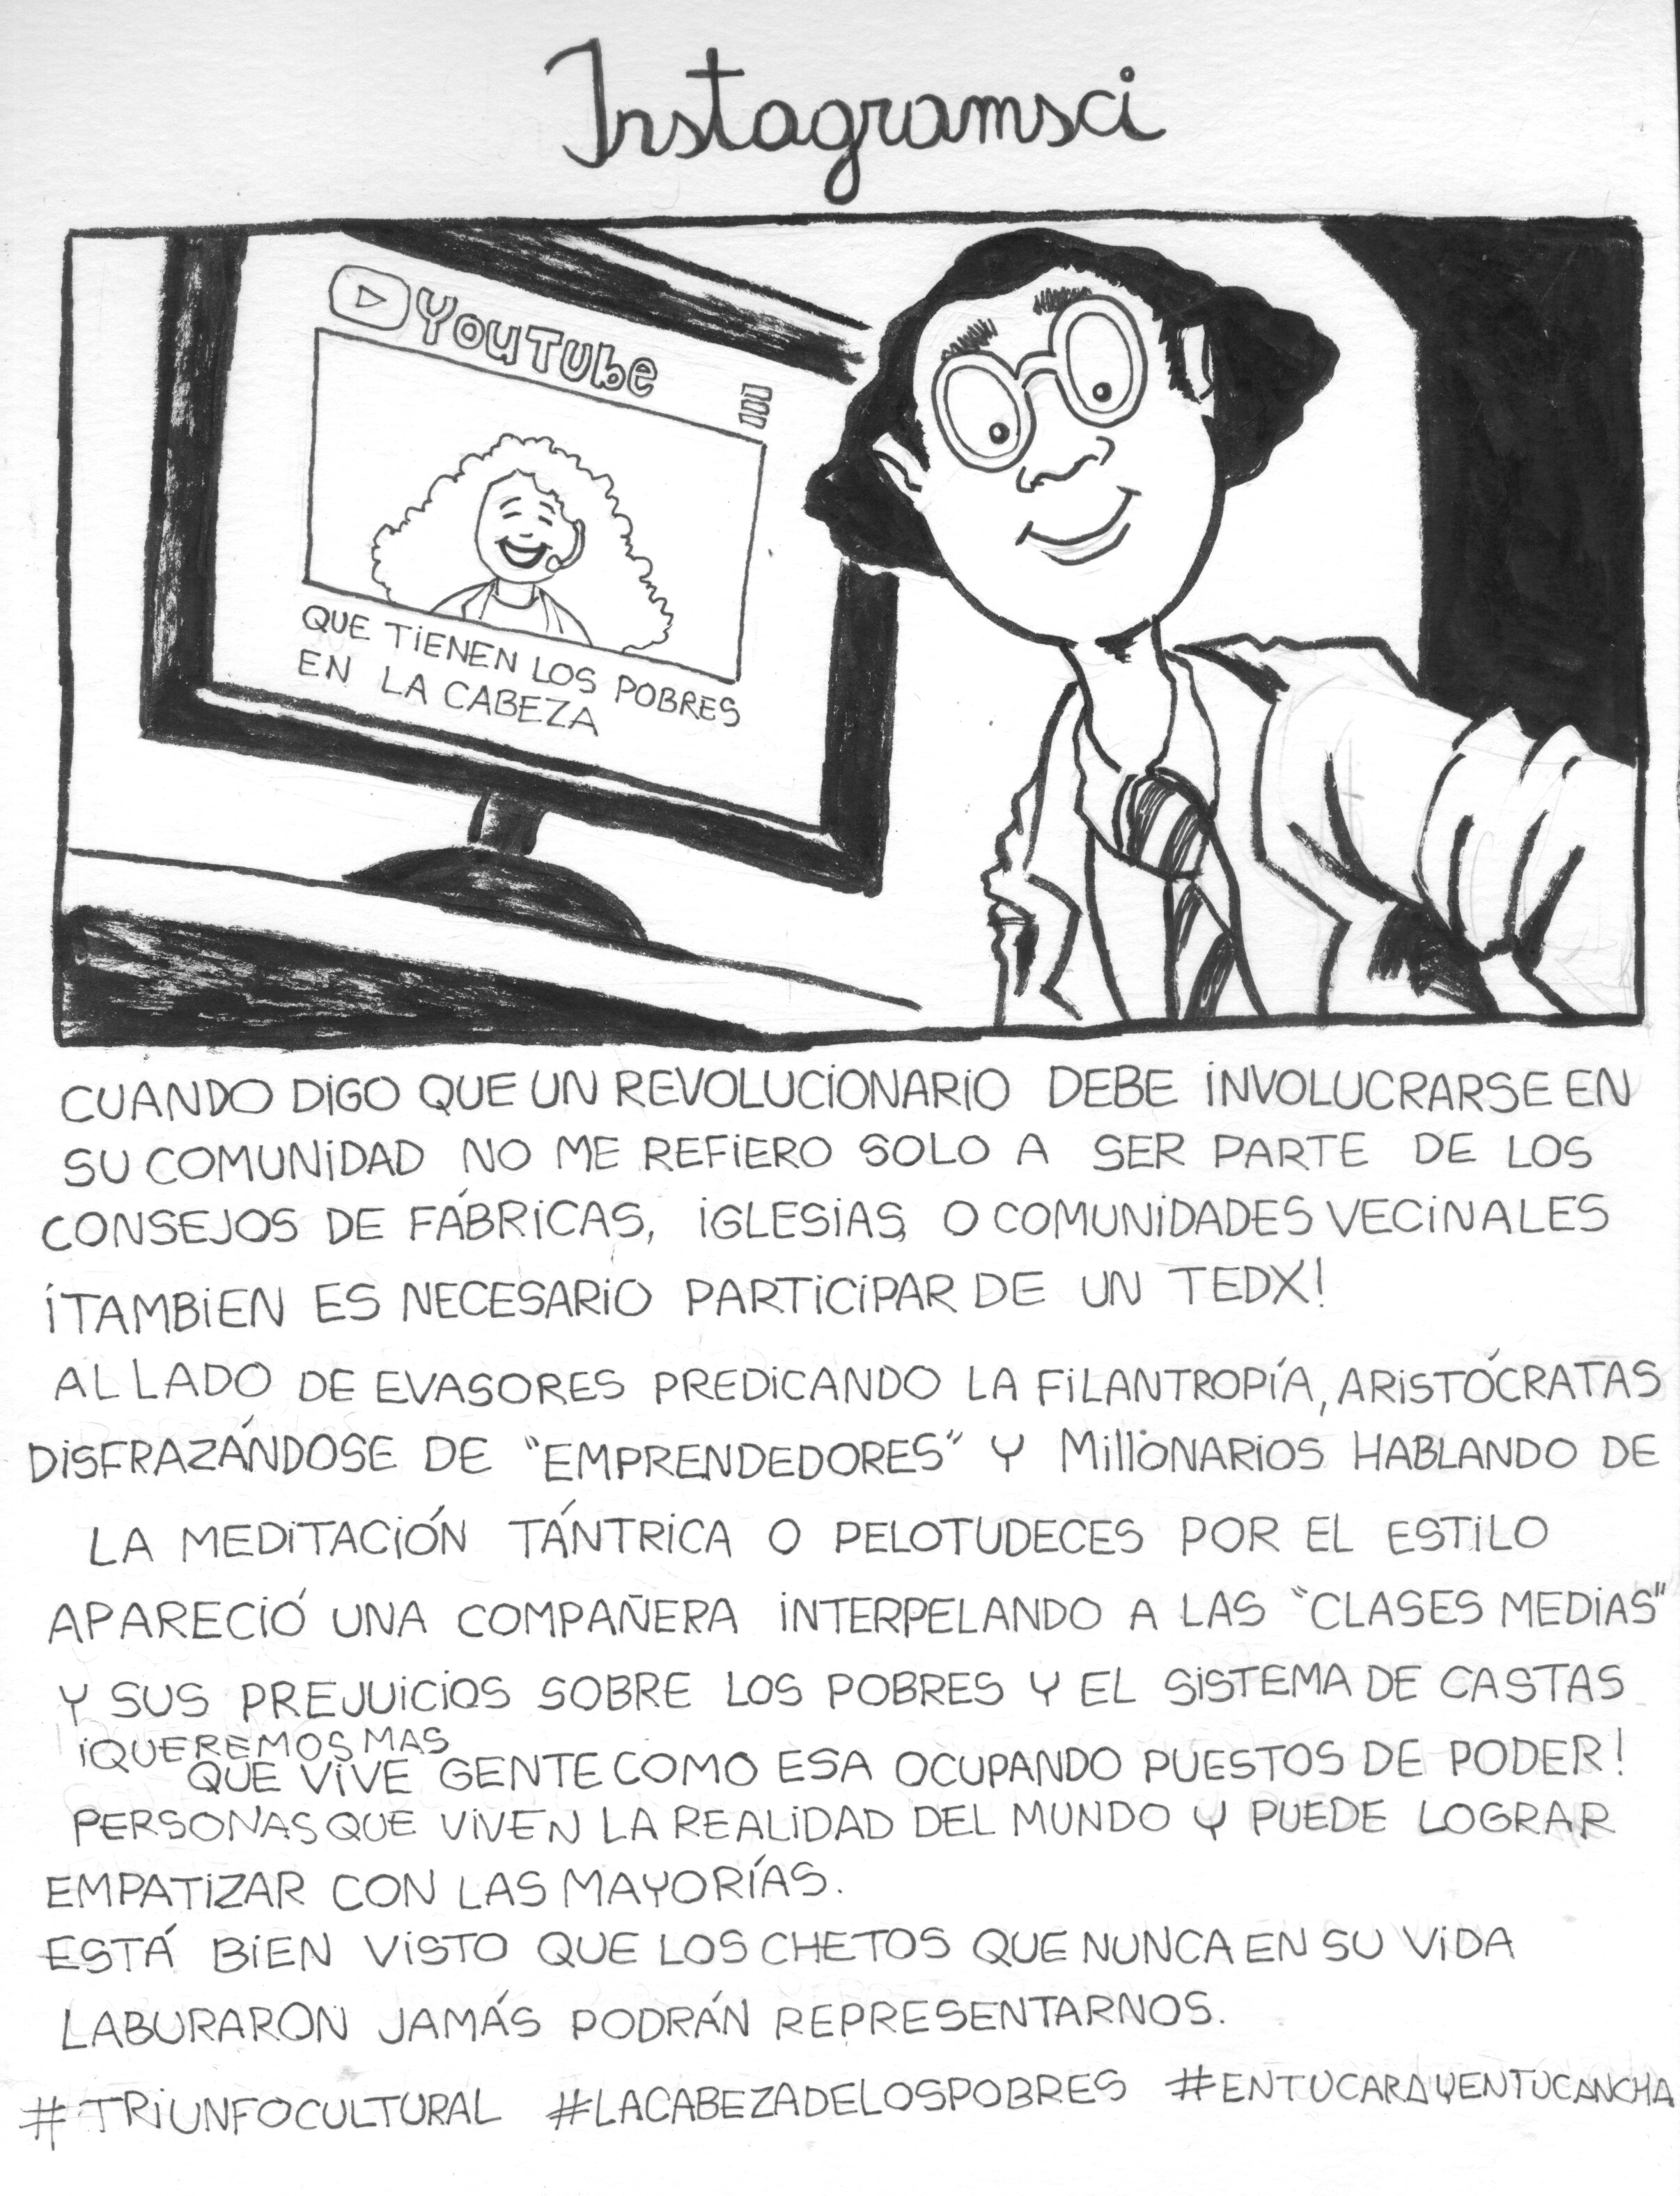 Instagramsci
YOUTUBE
QUE TIENEN LOS POBRES
EN LA CABEZA
CUANDO DIGO QUE UN REVOLUCIONARIO DEBE INVOLUCRARSE EN
SU COMUNIDAD NO ME REFIERO SOLO A SER PARTE DE LOS
CONSEJOS DE FÁBRICAS, IGLESIAS, O COMUNIDADES VECINALES
¡TAMBIEN ES NECESARIO PARTICIPAR DE UN TEDX!
AL LADO DE EVASORES PREDICANDO LA FILANTROPÍA, ARISTÓCRATAS
DISFRAZÁNDOSE DE "EMPRENDEDORES" Y MILLONARIOS HABLANDO DE
LA MEDITACIÓN TÁNTRICA O PELOTUDECES POR EL ESTILO
APARECIÓ UNA COMPAÑERA INTERPELANDO A LAS "CLASES MEDIAS"
Y SUS PREJUICIOS SOBRE LOS POBRES Y EL SISTEMA DE CASTAS
¡QUEREMOS MAS
QUE VIVE GENTE COMO ESA OCUPANDO PUESTOS DE PODER!
PERSONAS QUE VIVEN LA REALIDAD DEL MUNDO Y PUEDE LOGRAR
EMPATIZAR CON LAS MAYORÍAS.
ESTÁ BIEN VISTO QUE LOS CHETOS QUE NUNCA EN SU VIDA
LABURARON JAMÁS PODRÁN REPRESENTARNOS.
#TRIUNFOCULTURAL #LACABEZADELOSPOBRES #ENTUCARAYENTUCANCHA